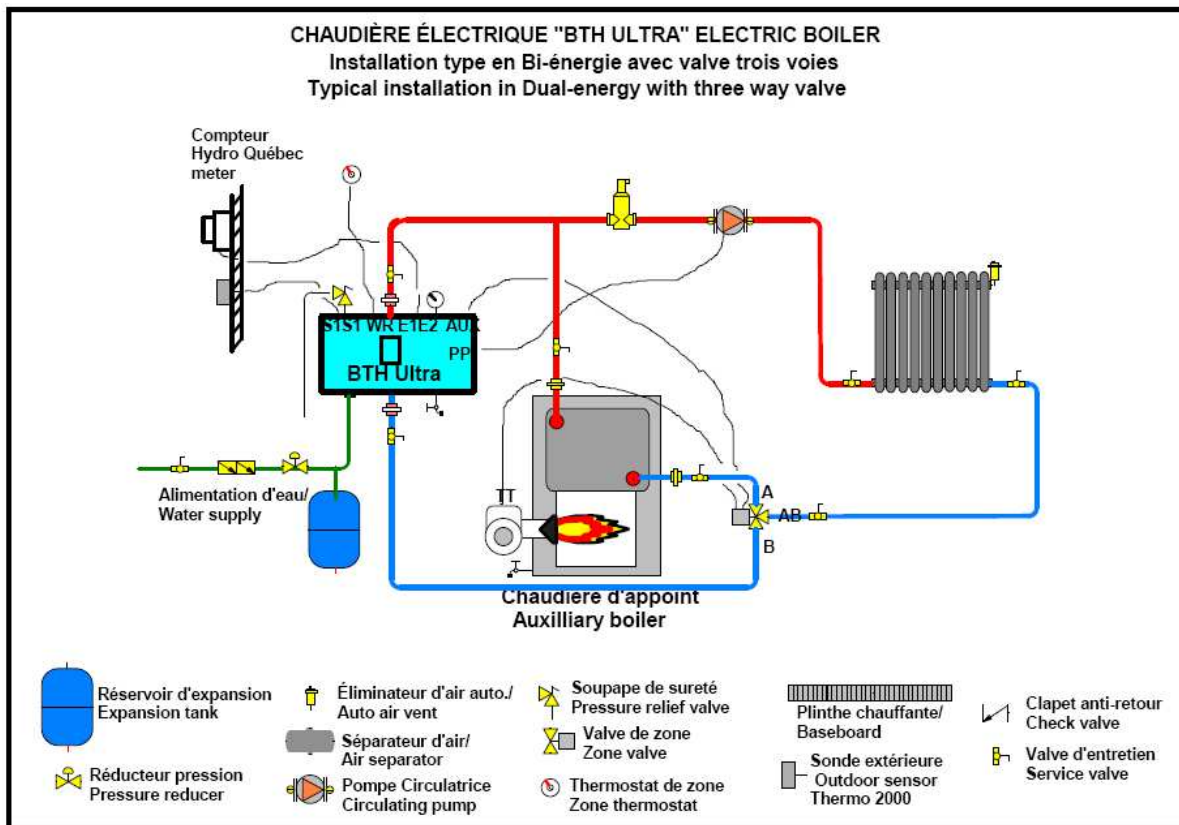 CHAUDIÈRE ÉLECTRIQUE "BTH ULTRA" ELECTRIC BOILER
Installation type en Bi-énergie avec valve trois voies
Typical installation in Dual-energy with three way valve
Compteur
Hydro Québec
meter
S1S1 WR E1E2 AUX
PP
BTH Ultra
Alimentation d'eau/
Water supply
TT
A
AB
B
Chaudière d'appoint
Auxilliary boiler
Réservoir d'expansion
Expansion tank
Réducteur pression
Pressure reducer
Éliminateur d'air auto./
Auto air vent
Séparateur d'air/
Air separator
Pompe Circulatrice
Circulating pump
Soupape de sureté
Pressure relief valve
Valve de zone
Zone valve
Thermostat de zone
Zone thermostat
Plinthe chauffante/
Baseboard
Sonde extérieure
Outdoor sensor
Thermo 2000
Clapet anti-retour
Check valve
Valve d'entretien
Service valve